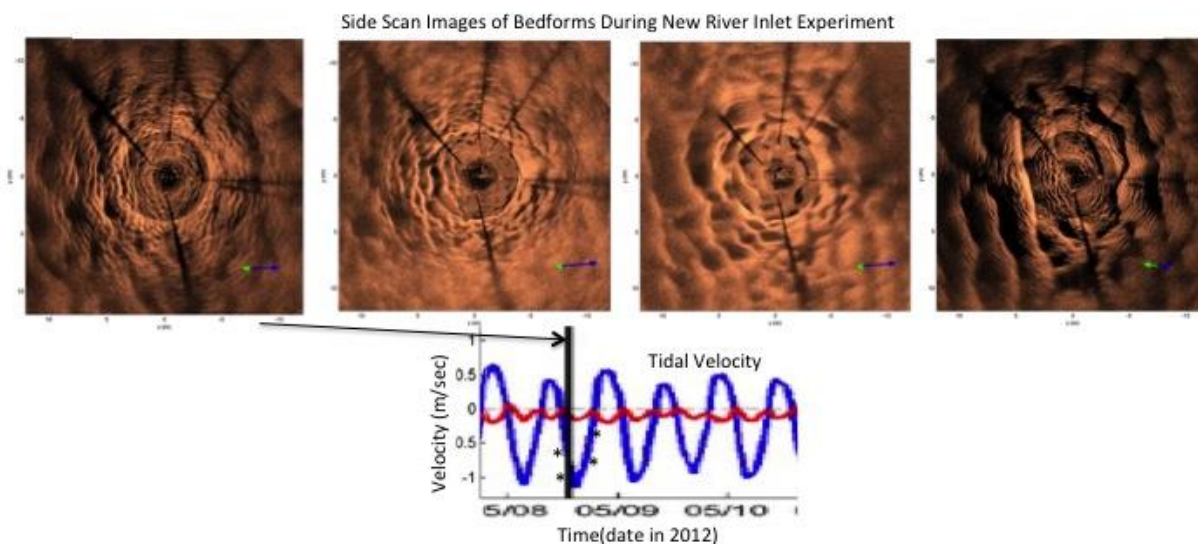 Side Scan Images of Bedforms During New River Inlet Experiment
Tidal Velocity
Velocity (m/sec)
1
0.5
0
0.5
-1
5/08 05/09 05/10
Time(date in 2012)